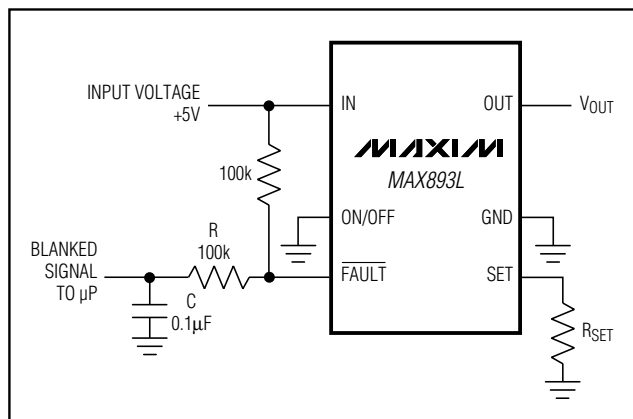 INPUT VOLTAGE
+5V
IN
OUT
VOUT
100k
MAXIM
MAX893L
ON/OFF
GND
R
100k
BLANKED
SIGNAL
TO µP
FAULT
SET
C
0.1µF
RSET